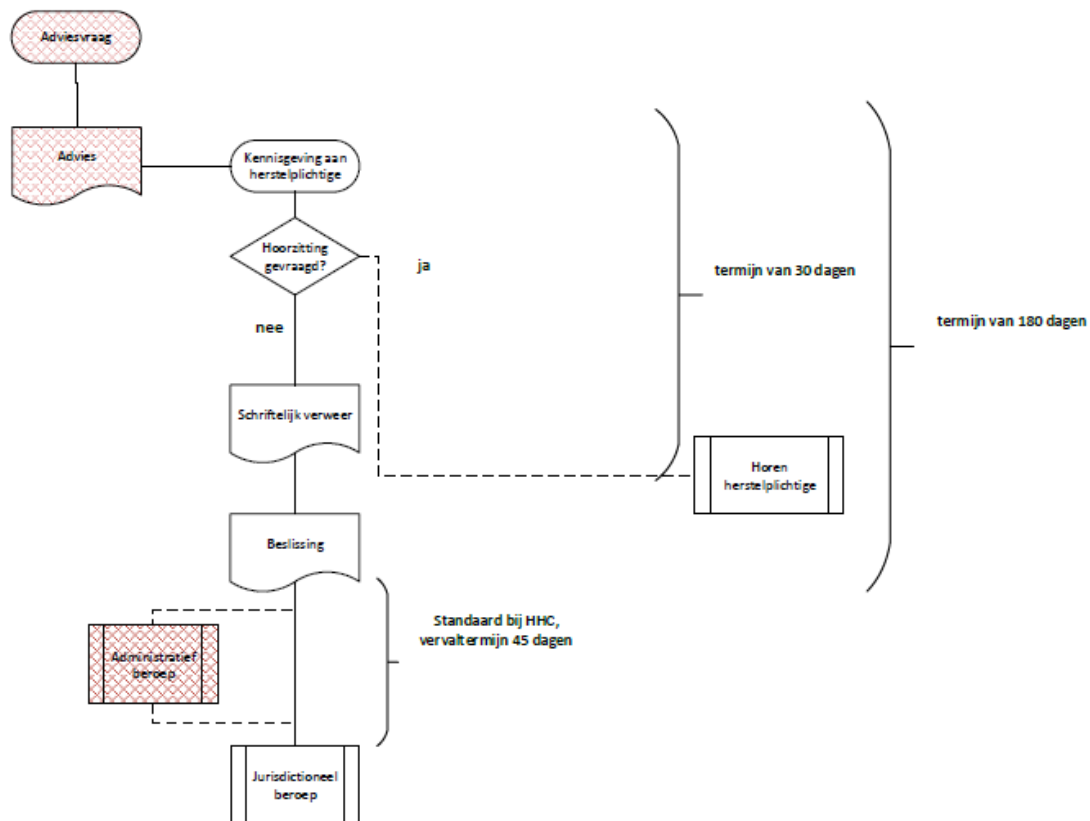 Adviesvraag
Advies
Kennisgeving aan
herstelplichtige
Hoorzitting
gevraagd?
ja
nee
termijn van 30 dagen
termijn van 180 dagen
Schriftelijk verweer
Horen
herstelplichtige
Beslissing
Standaard bij HHC,
vervaltermijn 45 dagen
Administratief
beroep
Jurisdictioneel
beroep